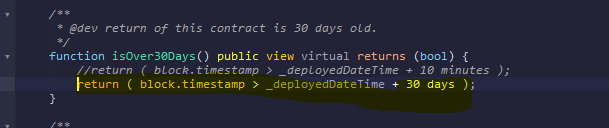 /**
* @dev return of this contract is 30 days old.
*/
function isOver30Days() public view virtual returns (bool) {
//return ( block.timestamp > _deployedDateTime + 10 minutes );
return ( block.timestamp > _deployedDateTime + 30 days );
}
/**